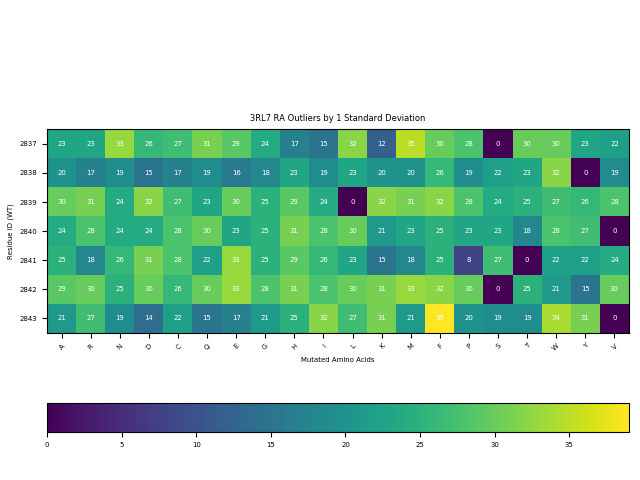 3RL7 RA Outliers by 1 Standard Deviation
2837 23 23 33 26 27 31 29 24 17 15 32 12 35 30 28 0 30 30 23 22
2838 20 17 19 15 17 19 16 18 23 19 23 20 20 26 19 22 23 32 0 19
2839 30 31 24 32 27 23 30 25 29 24 0 32 31 32 28 24 25 27 26 28
2840 24 28 24 24 28 30 23 25 31 28 30 21 23 25 23 23 18 28 27 0
2841 25 18 26 31 28 22 33 25 29 26 23 15 18 25 8 27 0 22 22 24
2842 29 30 25 30 26 30 33 28 31 28 30 31 33 32 30 0 25 21 15 30
2843 21 27 19 14 22 15 17 21 25 32 27 31 21 39 20 19 19 34 31 0
Residue ID (WT)
A R N D C Q E G H I L K M F P S T W Y V
Mutated Amino Acids
0 5 10 15 20 25 30 35